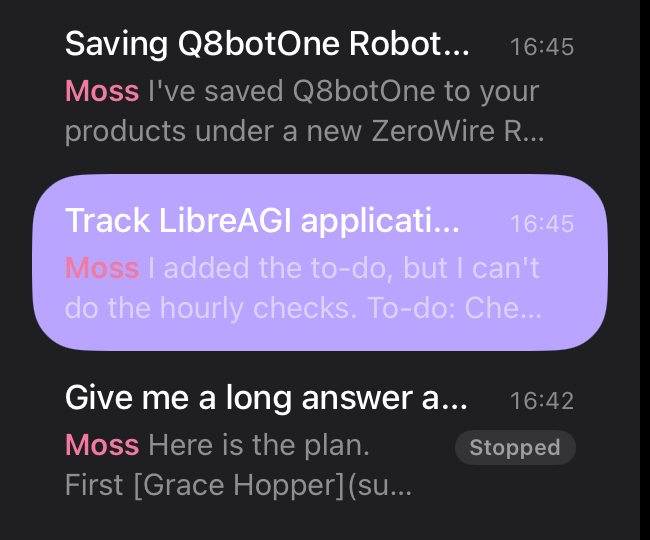 Saving Q8botOne Robot...
16:45
Moss I've saved Q8botOne to your
products under a new ZeroWire R...
Track LibreAGI applicati...
16:45
Moss I added the to-do, but I can't
do the hourly checks. To-do: Che...
Give me a long answer a...
16:42
Moss Here is the plan.
Stopped
First [Grace Hopper](su...